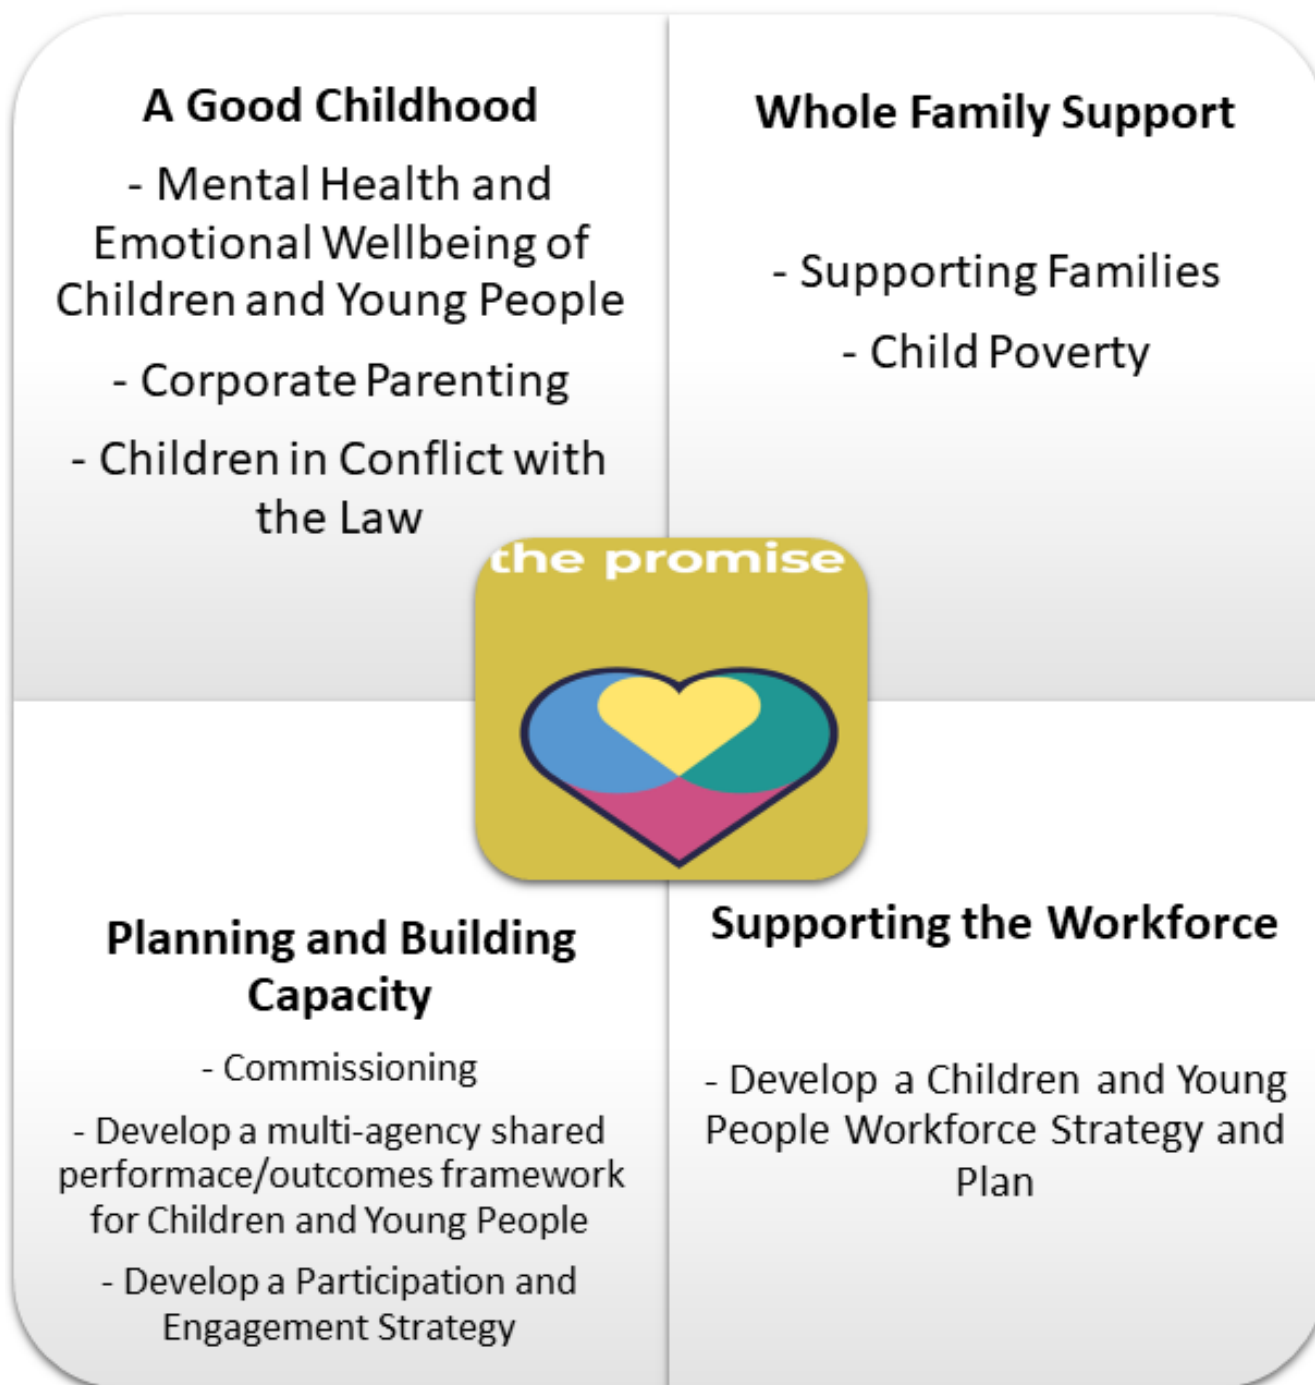 A Good Childhood
- Mental Health and
Emotional Wellbeing of
Children and Young People
- Corporate Parenting
- Children in Conflict with
the Law
Whole Family Support
- Supporting Families
- Child Poverty
the promise
Planning and Building
Capacity
- Commissioning
- Develop a multi-agency shared
performace/outcomes framework
for Children and Young People
- Develop a Participation and
Engagement Strategy
Supporting the Workforce
- Develop a Children and Young
People Workforce Strategy and
Plan